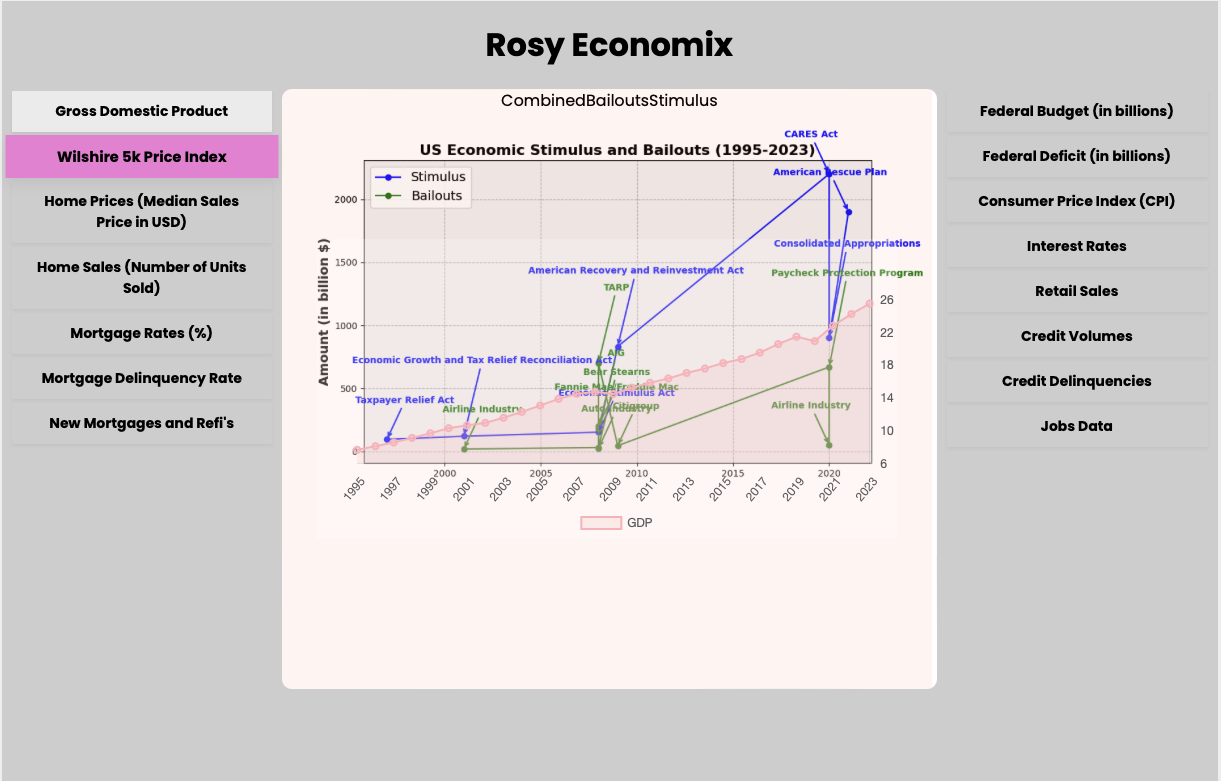 Rosy Economix
Gross Domestic Product
Wilshire 5k Price Index
Home Prices (Median Sales
Price in USD)
Home Sales (Number of Units
Sold)
Mortgage Rates (%)
Mortgage Delinquency Rate
New Mortgages and Refi's
CombinedBailoutsStimulus
US Economic Stimulus and Bailouts (1995-2023)
Stimulus
Bailouts
Amount (in billion $)
2000
1500
1000
500
0
CARES Act
American Rescue Plan
Consolidated Appropriations
Paycheck Protection Program
American Recovery and Reinvestment Act
TARP
AIG
Economic Growth and Tax Relief Reconciliation Act
Bear Stearns
Fannie Mae/Freddie Mac
Economic Stimulus Act
Taxpayer Relief Act
Airline Industry
Auto Industry
Citigroup
Airline Industry
26
22
18
14
10
6
2000
2005
2010
2015
2020
1995
1997
1999
2001
2003
2005
2007
2009
2011
2013
2015
2017
2019
2021
2023
GDP
Federal Budget (in billions)
Federal Deficit (in billions)
Consumer Price Index (CPI)
Interest Rates
Retail Sales
Credit Volumes
Credit Delinquencies
Jobs Data